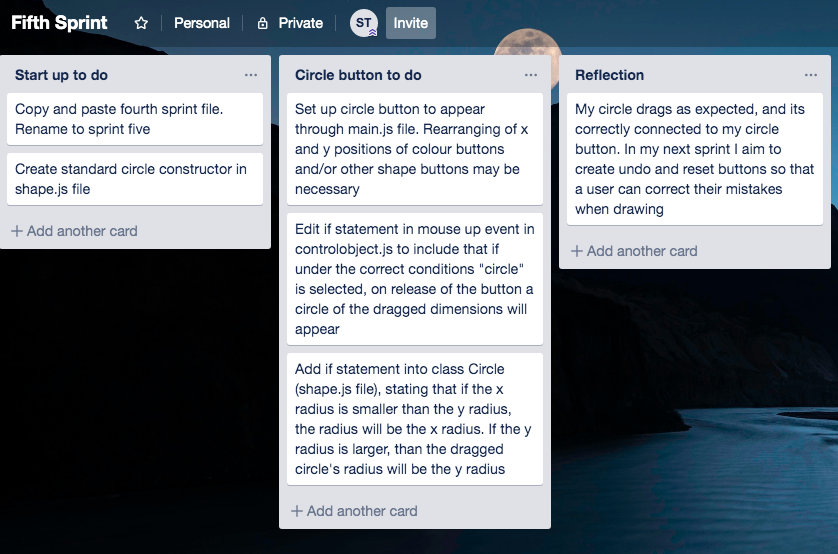 Fifth Sprint
Personal
Private
ST
Invite
Start up to do
Copy and paste fourth sprint file.
Rename to sprint five
Create standard circle constructor in
shape.js file
+ Add another card
Circle button to do
Set up circle button to appear
through main.js file. Rearranging of x
and y positions of colour buttons
and/or other shape buttons may be
necessary
Edit if statement in mouse up event in
controlobject.js to include that if
under the correct conditions "circle"
is selected, on release of the button a
circle of the dragged dimensions will
appear
Add if statement into class Circle
(shape.js file), stating that if the x
radius is smaller than the y radius,
the radius will be the x radius. If the y
radius is larger, than the dragged
circle's radius will be the y radius
+ Add another card
Reflection
My circle drags as expected, and its
correctly connected to my circle
button. In my next sprint I aim to
create undo and reset buttons so that
a user can correct their mistakes
when drawing
+ Add another card